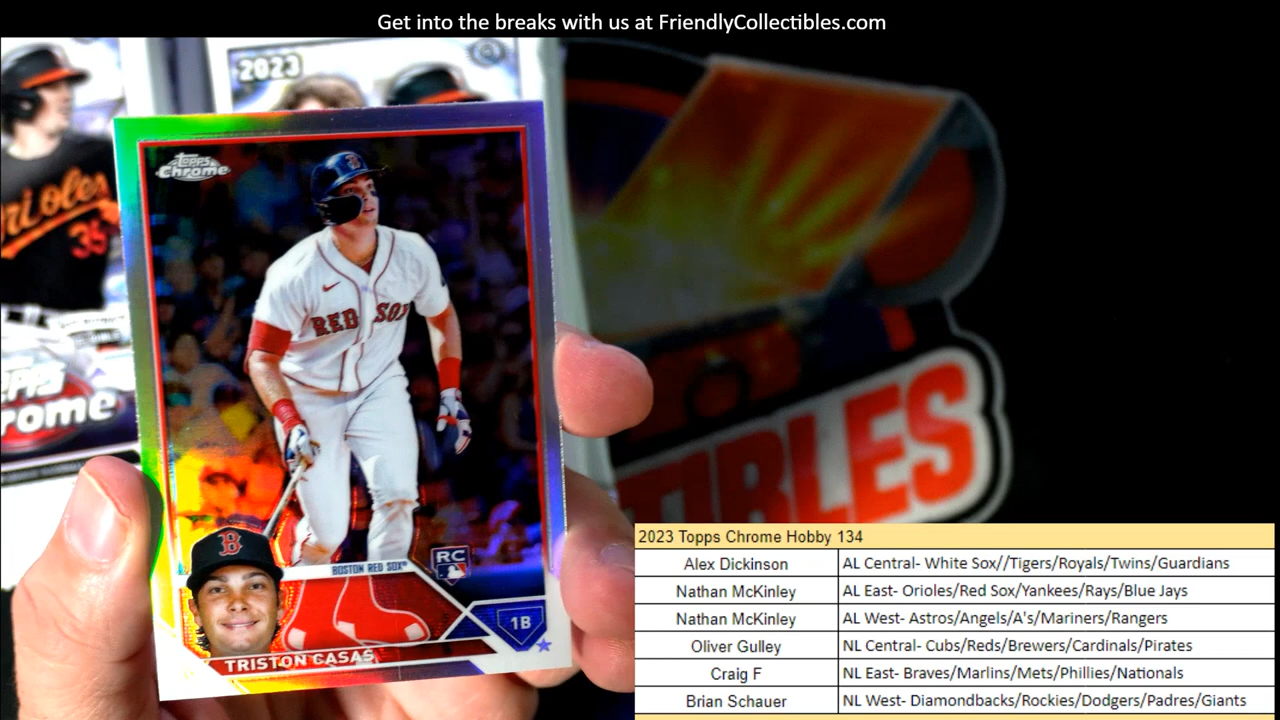 Get into the breaks with us at FriendlyCollectibles.com
2023
Topps
Chrome
Orioles
35
RED SOX
B
BOSTON RED SOX
RC
1B
TRISTON CASAS
TIBLES
2023 Topps Chrome Hobby 134
Alex Dickinson AL Central- White Sox//Tigers/Royals/Twins/Guardians
Nathan McKinley AL East- Orioles/Red Sox/Yankees/Rays/Blue Jays
Nathan McKinley AL West- Astros/Angels/A's/Mariners/Rangers
Oliver Gulley NL Central- Cubs/Reds/Brewers/Cardinals/Pirates
Craig F NL East- Braves/Marlins/Mets/Phillies/Nationals
Brian Schauer NL West- Diamondbacks/Rockies/Dodgers/Padres/Giants